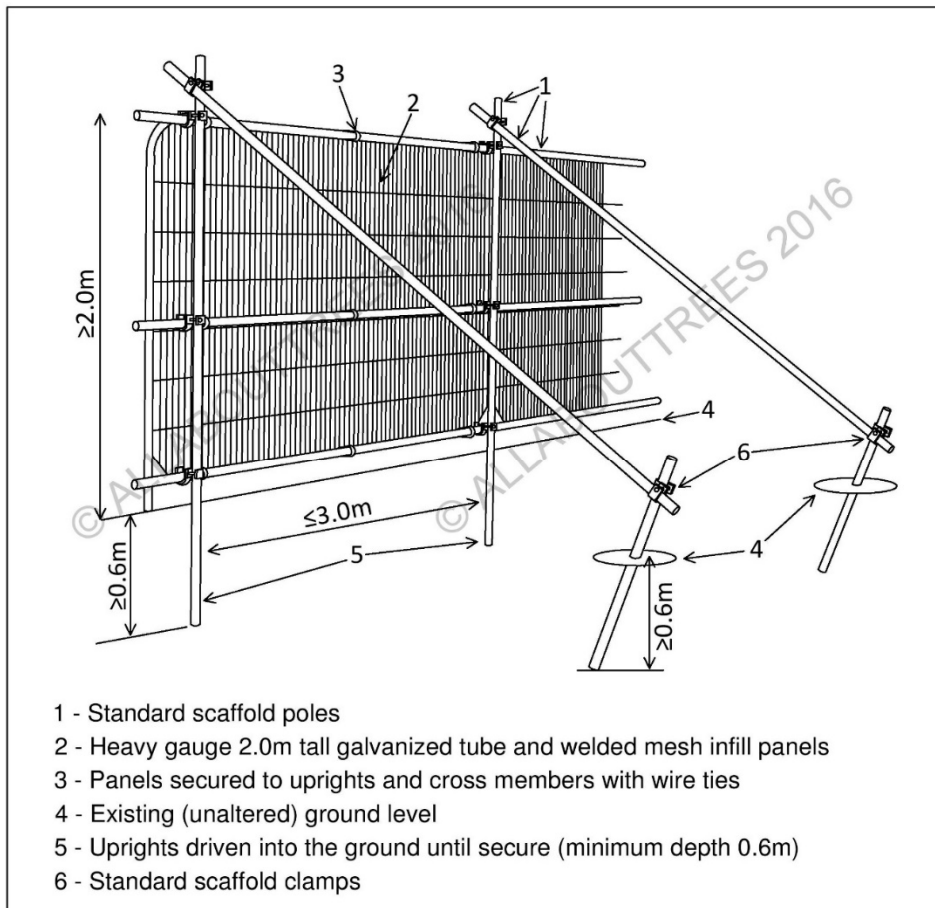 3
1
2
≥2.0m
© ALLABOUTTREES 2016
© ALLABOUTTREES 2016
4
6
≤3.0m
5
4
≥0.6m
≥0.6m
1 - Standard scaffold poles
2 - Heavy gauge 2.0m tall galvanized tube and welded mesh infill panels
3 - Panels secured to uprights and cross members with wire ties
4 - Existing (unaltered) ground level
5 - Uprights driven into the ground until secure (minimum depth 0.6m)
6 - Standard scaffold clamps